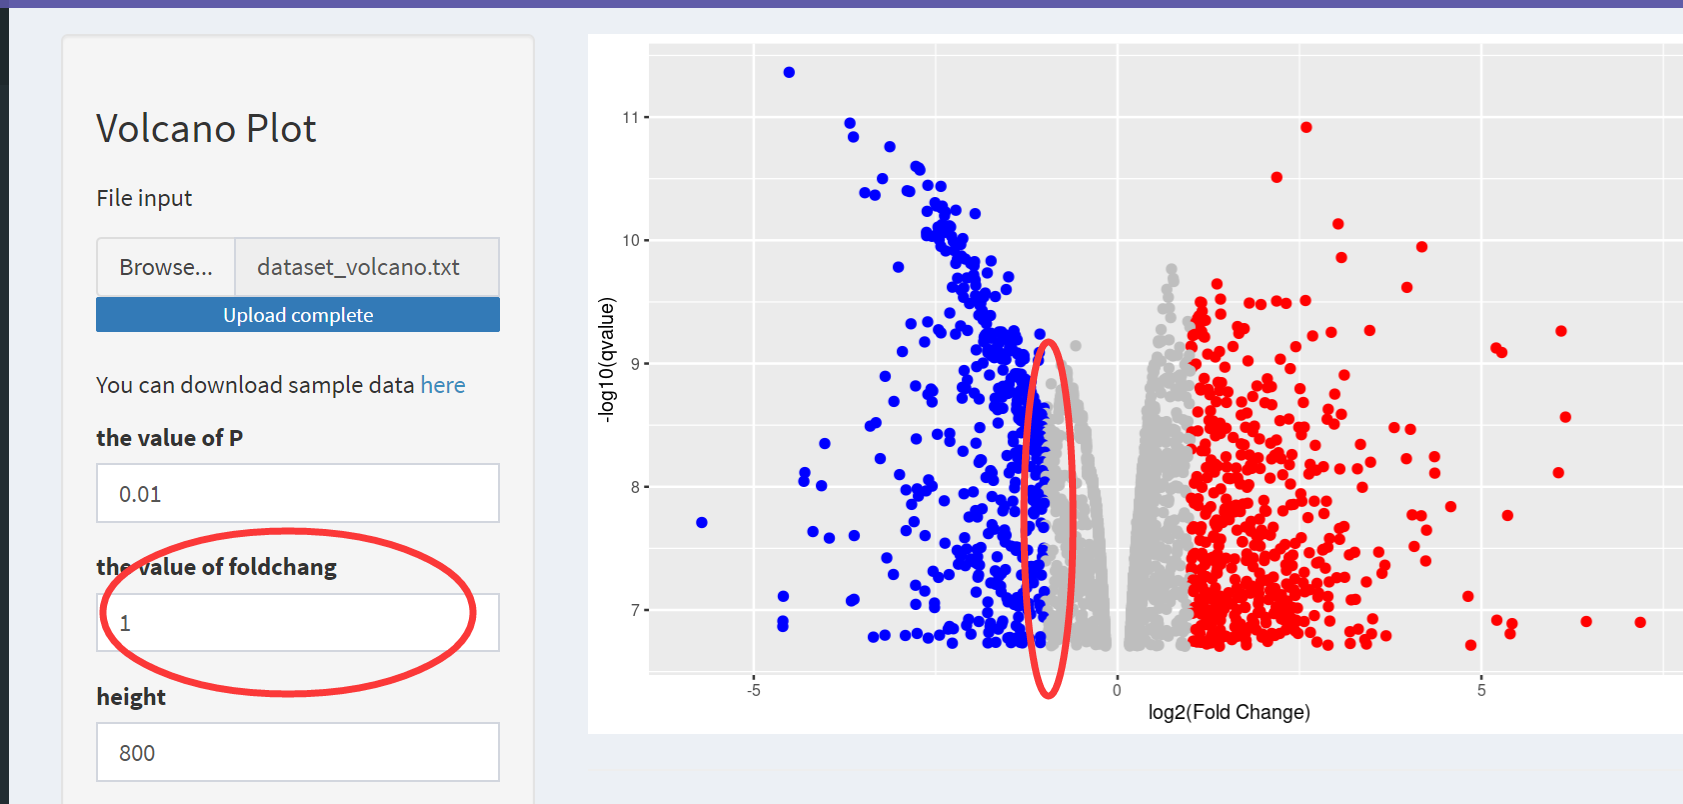 Volcano Plot
File input
Browse... dataset_volcano.txt
Upload complete
You can download sample data here
the value of P
0.01
the value of foldchang
1
height
800
11
10
9
8
7
-log10(qvalue)
-5 0 5
log2(Fold Change)